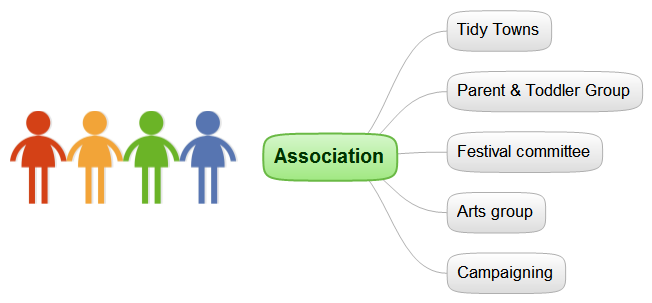 Association
Tidy Towns
Parent & Toddler Group
Festival committee
Arts group
Campaigning